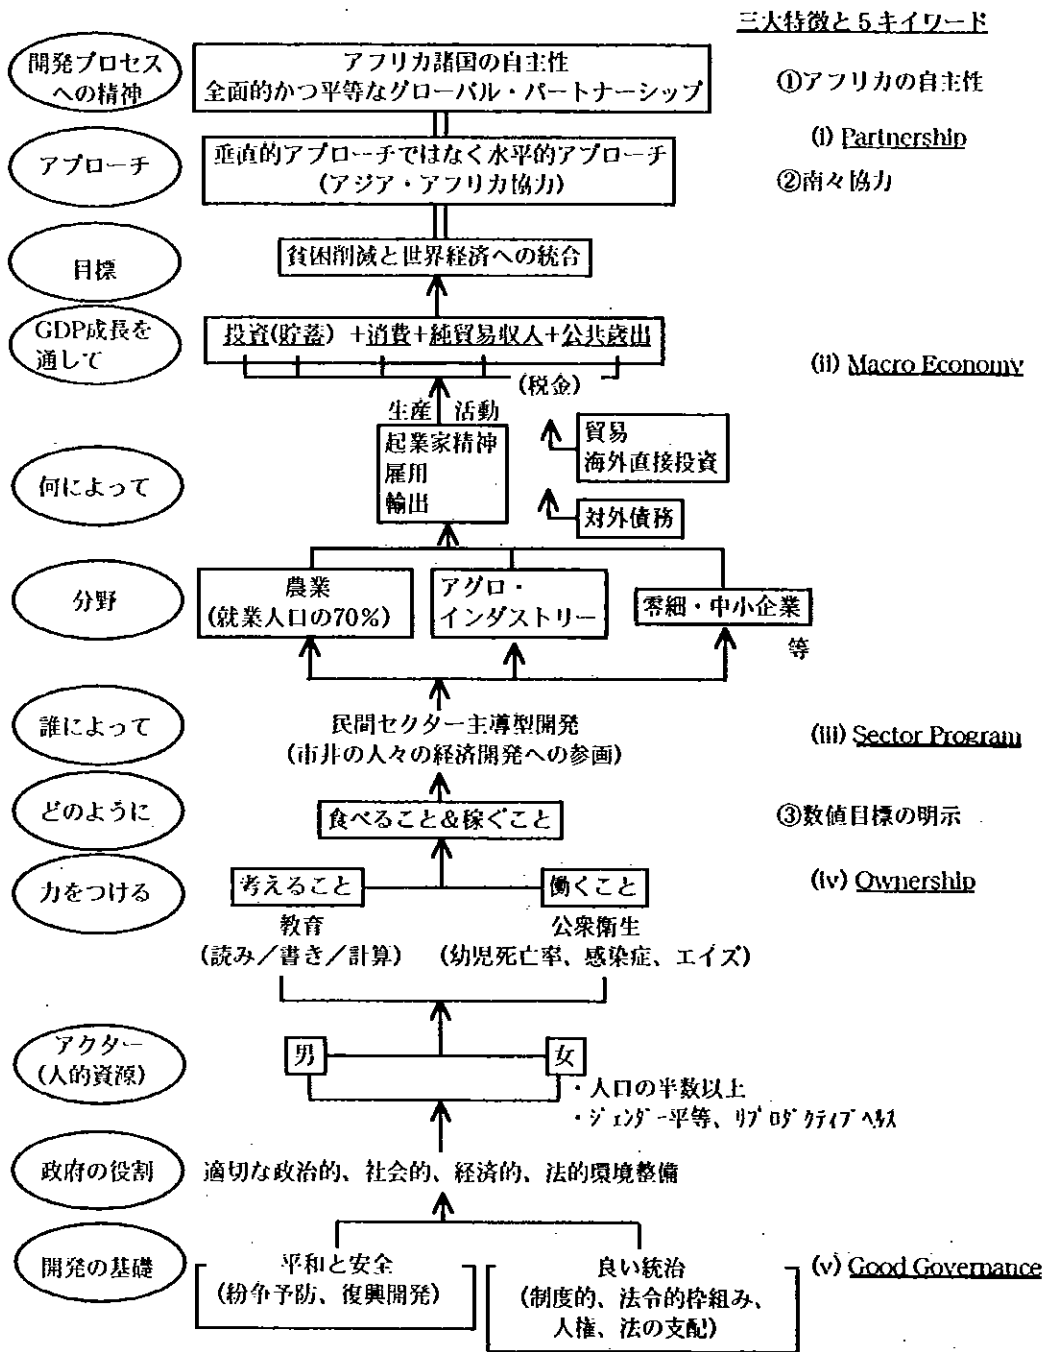 三大特徴と５キイワード
開発プロセス
への精神
アフリカ諸国の自主性
全面的かつ平等なグローバル・パートナーシップ
①アフリカの自主性
(i) Partnership
アプローチ
垂直的アプローチではなく水平的アプローチ
(アジア・アフリカ協力)
②南々協力
目標
貧困削減と世界経済への統合
GDP成長を
通して
投資(貯蓄) +消費+純貿易収入+公共歳出
(税金)
(ii) Macro Economy
生産 活動
何によって
起業家精神
雇用
輸出
貿易
海外直接投資
対外債務
分野
農業
(就業人口の70%)
アグロ・
インダストリー
零細・中小企業
等
誰によって
民間セクター主導型開発
(市井の人々の経済開発への参画)
(iii) Sector Program
どのように
食べること＆稼ぐこと
③数値目標の明示
力をつける
考えること
働くこと
(iv) Ownership
教育
(読み／書き／計算)
公衆衛生
(幼児死亡率、感染症、エイズ)
アクター
(人的資源)
男
女
・人口の半数以上
・ジェンダー平等、リプロダクティブヘルス
政府の役割
適切な政治的、社会的、経済的、法的環境整備
開発の基礎
平和と安全
(紛争予防、復興開発)
良い統治
(制度的、法令的枠組み、
人権、法の支配)
(v) Good Governance